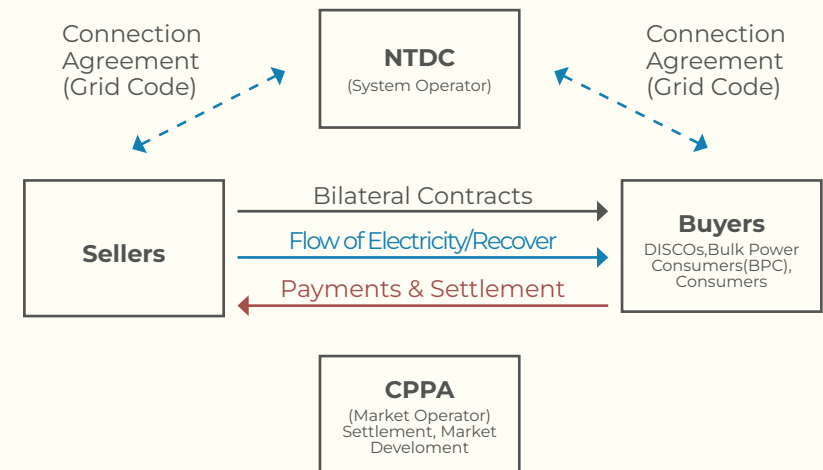 Connection
Agreement
(Grid Code)
NTDC
(System Operator)
Connection
Agreement
(Grid Code)
Sellers
Bilateral Contracts
Flow of Electricity/Recover
Payments & Settlement
Buyers
DISCOs,Bulk Power
Consumers(BPC),
Consumers
CPPA
(Market Operator)
Settlement, Market
Develoment